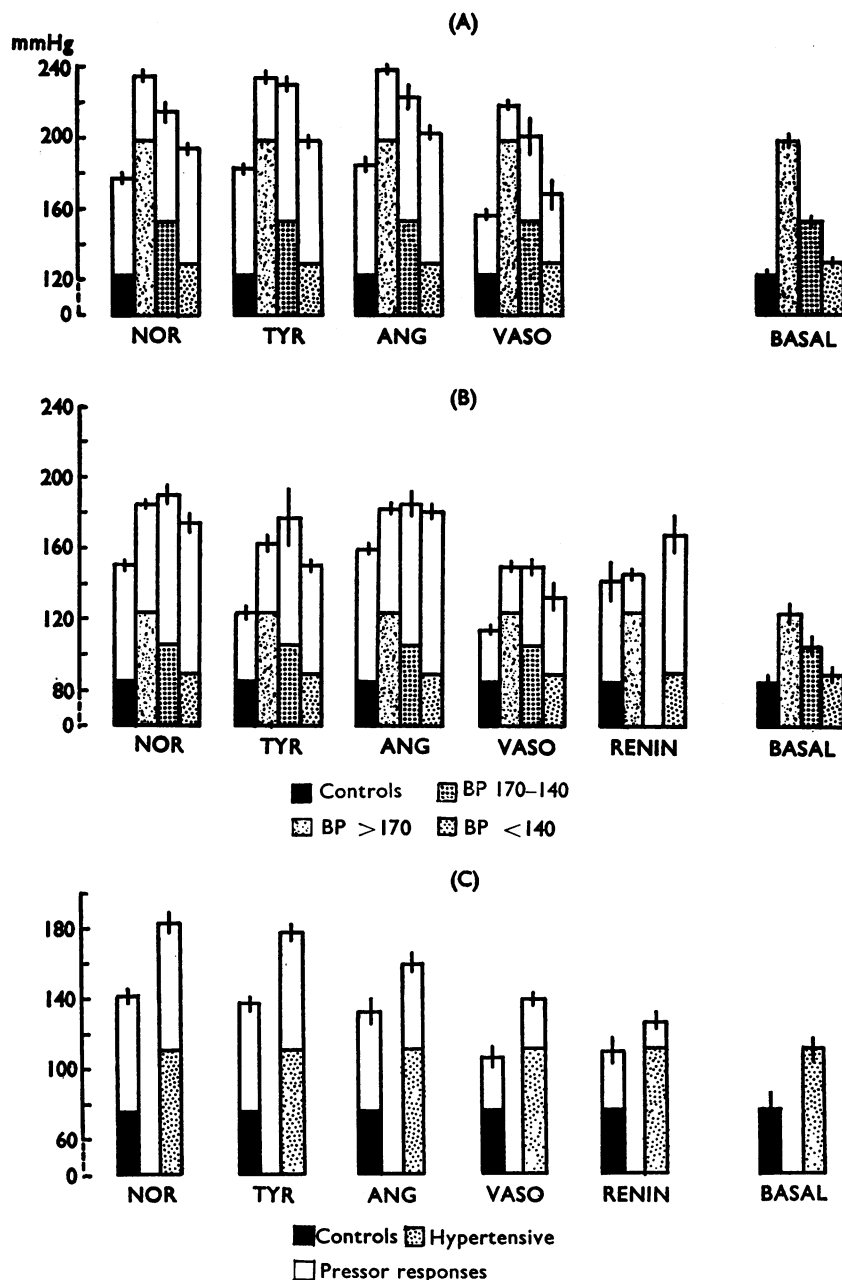 (A)
mmHg
240
200
160
120
0
NOR TYR ANG VASO BASAL
(B)
240
200
160
120
80
0
NOR TYR ANG VASO RENIN BASAL
Controls BP 170–140
BP >170 BP <140
(C)
180
140
100
60
0
NOR TYR ANG VASO RENIN BASAL
Controls Hypertensive
Pressor responses